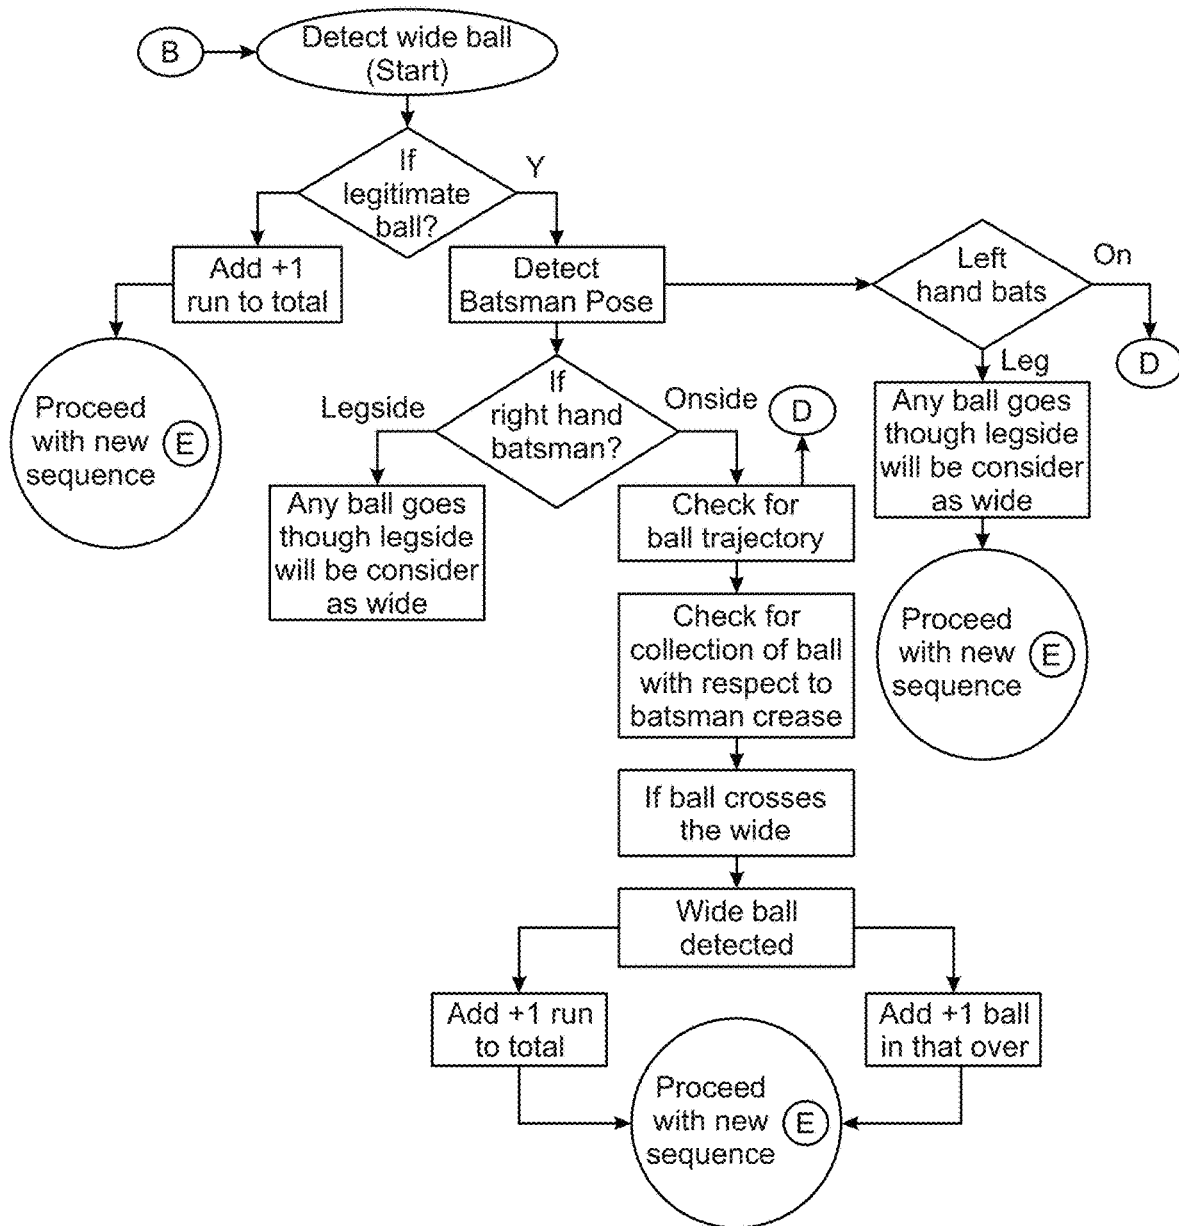 B
Detect wide ball
(Start)
If
legitimate
ball?
Y
Add +1
run to total
Detect
Batsman Pose
Left
hand bats
On
D
Leg
Proceed
with new
sequence
E
Legside
If
right hand
batsman?
Onside
D
Any ball goes
though legside
will be consider
as wide
Any ball goes
though legside
will be consider
as wide
Check for
ball trajectory
Check for
collection of ball
with respect to
batsman crease
Proceed
with new
sequence
E
If ball crosses
the wide
Wide ball
detected
Add +1 run
to total
Add +1 ball
in that over
Proceed
with new
sequence
E